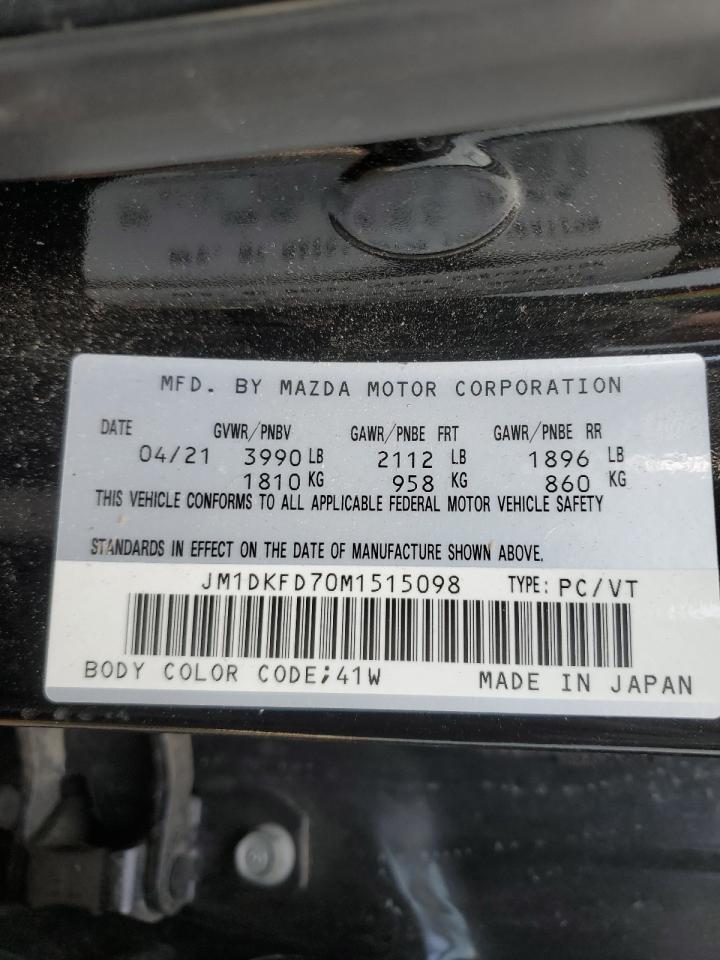 MFD. BY MAZDA MOTOR CORPORATION
DATE GVWR/PNBV GAWR/PNBE FRT GAWR/PNBE RR
04/21 3990 LB 2112 LB 1896 LB
1810 KG 958 KG 860 KG
THIS VEHICLE CONFORMS TO ALL APPLICABLE FEDERAL MOTOR VEHICLE SAFETY
STANDARDS IN EFFECT ON THE DATE OF MANUFACTURE SHOWN ABOVE.
JM1DKFD70M1515098 TYPE: PC/VT
BODY COLOR CODE;41W MADE IN JAPAN